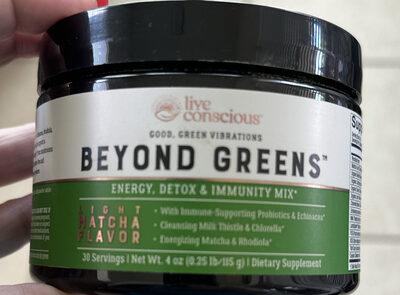 live
conscious™
GOOD, GREEN VIBRATIONS
BEYOND GREENS™
ENERGY, DETOX & IMMUNITY MIX*
LIGHT
MATCHA
FLAVOR
• With Immune-Supporting Probiotics & Echinacea*
• Cleansing Milk Thistle & Chlorella*
• Energizing Matcha & Rhodiola*
30 Servings | Net Wt. 4 oz (0.25 lb/115 g) | Dietary Supplement